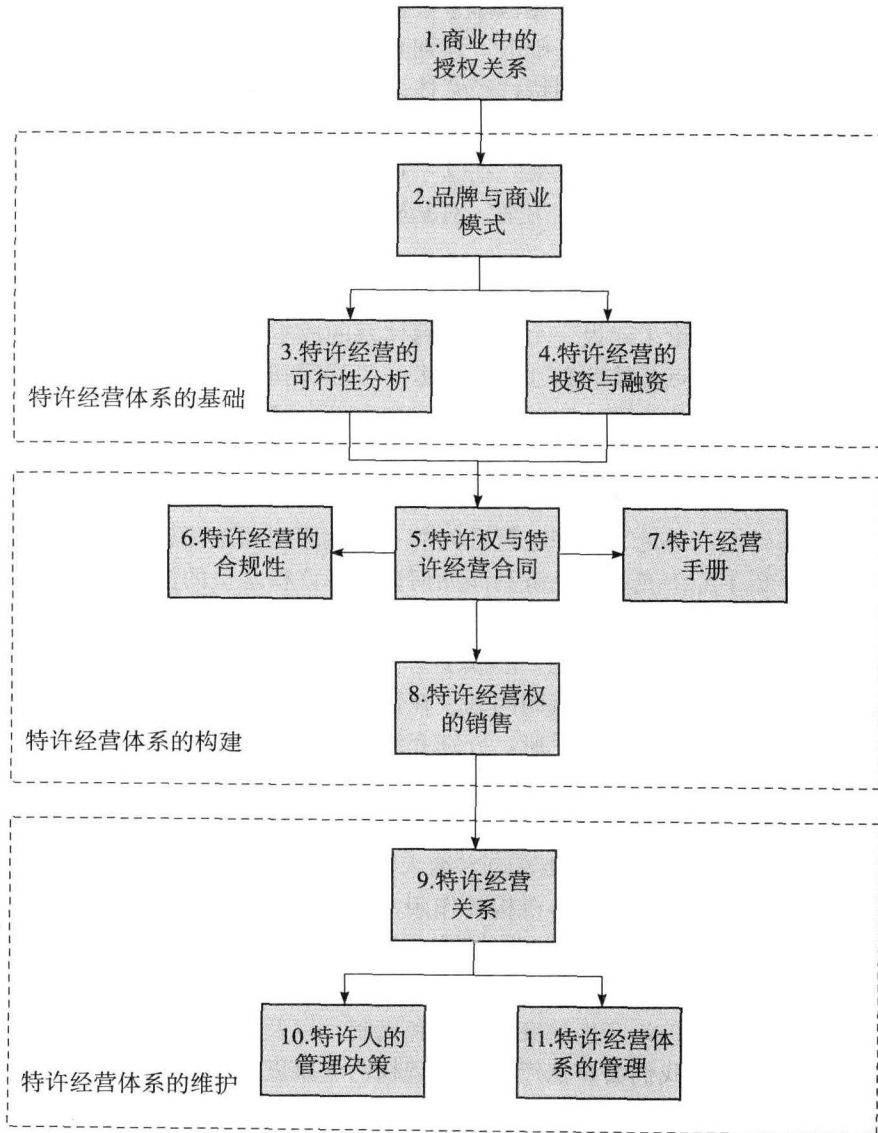 1.商业中的
授权关系
2.品牌与商业
模式
3.特许经营的
可行性分析
4.特许经营的
投资与融资
特许经营体系的基础
6.特许经营的
合规性
5.特许权与特
许经营合同
7.特许经营
手册
8.特许经营权
的销售
特许经营体系的构建
9.特许经营
关系
10.特许人的
管理决策
11.特许经营体
系的管理
特许经营体系的维护